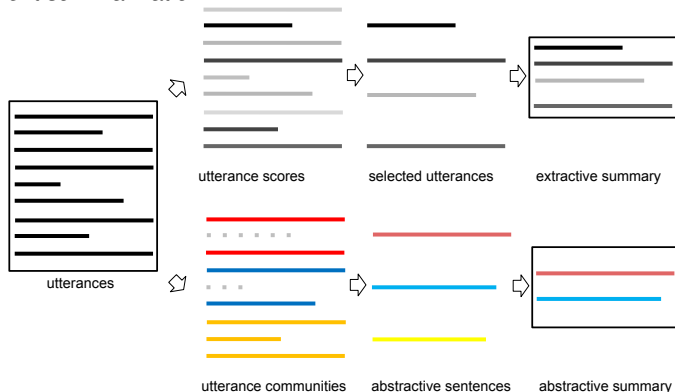 utterance scores
selected utterances
extractive summary
utterances
utterance communities
abstractive sentences
abstractive summary